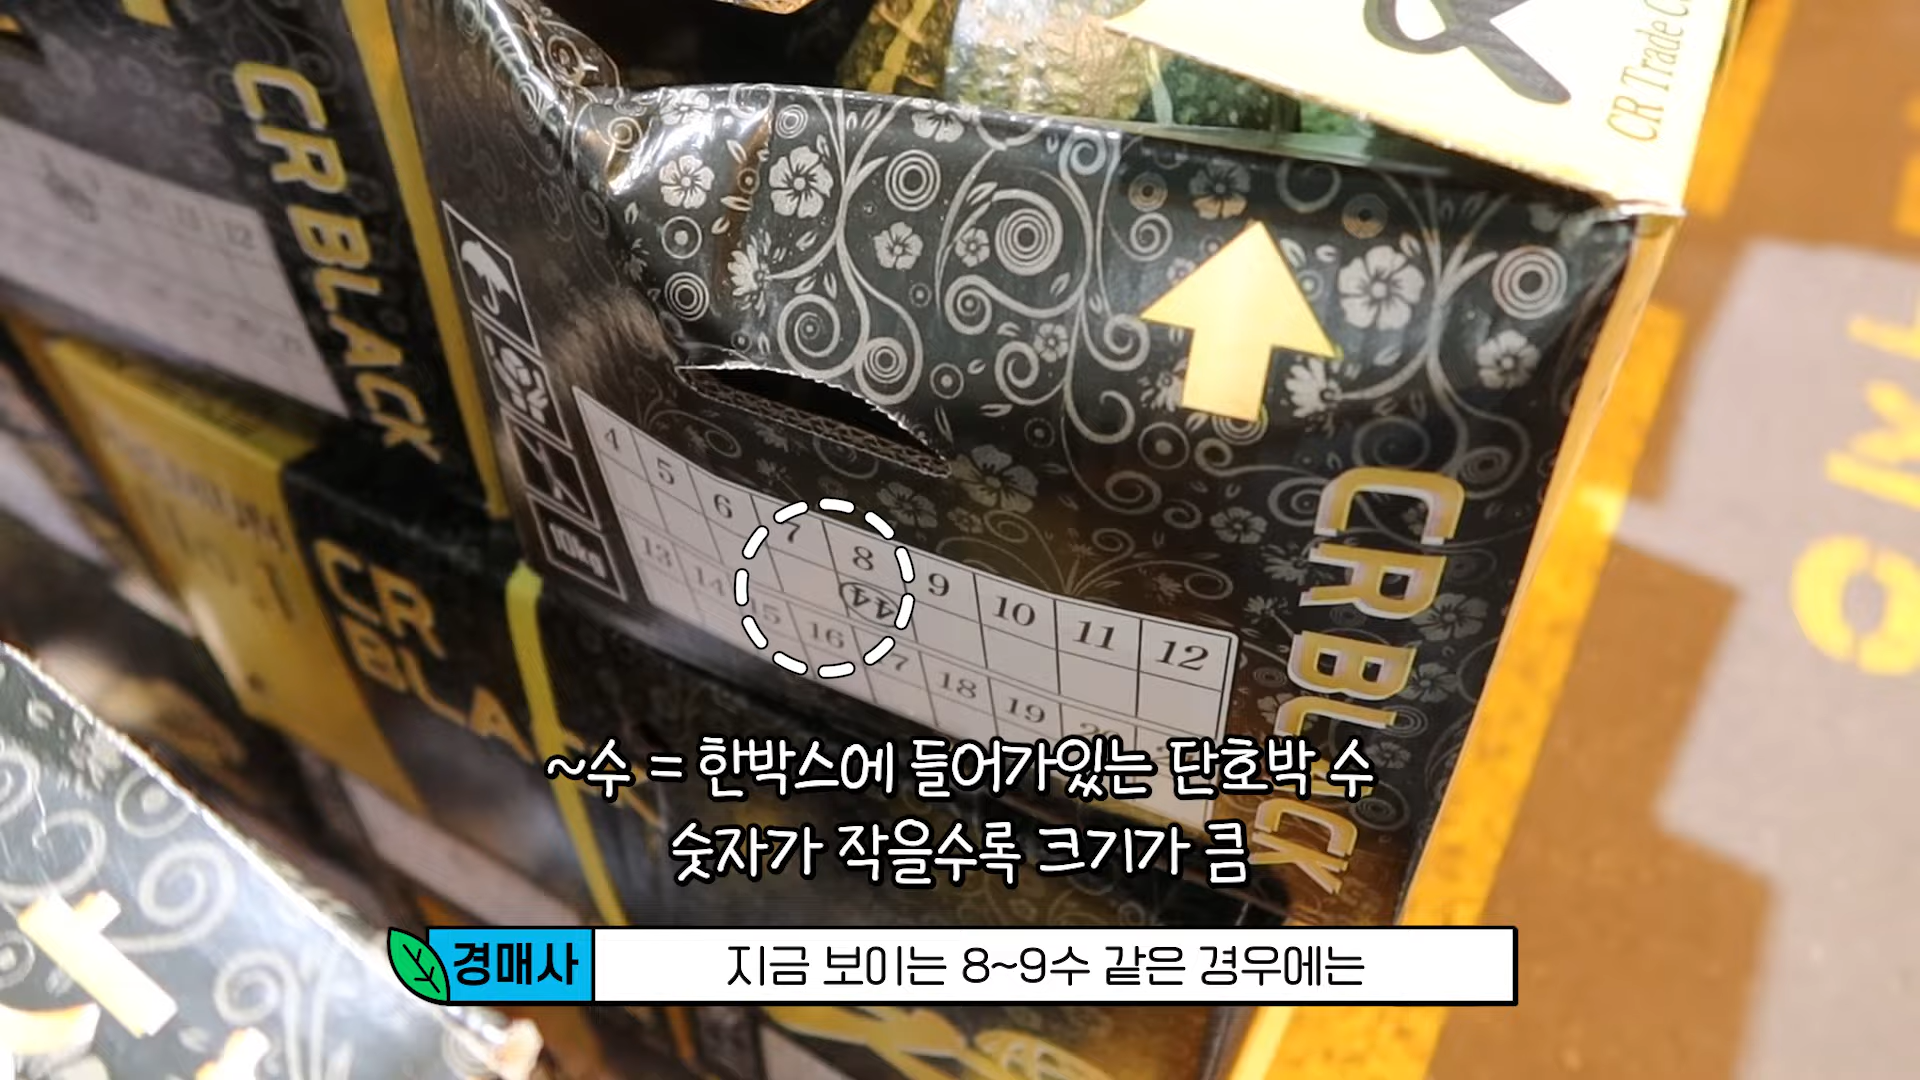 CR Trade C
CR BLACK
12
4 5 6 7 8 9 10 11 12
44
13 14 15 16 17 18 19
10kg
CR BLACK
CR
BLA
~수 = 한박스에 들어가있는 단호박 수
숫자가 작을수록 크기가 큼
경매사 지금 보이는 8~9수 같은 경우에는